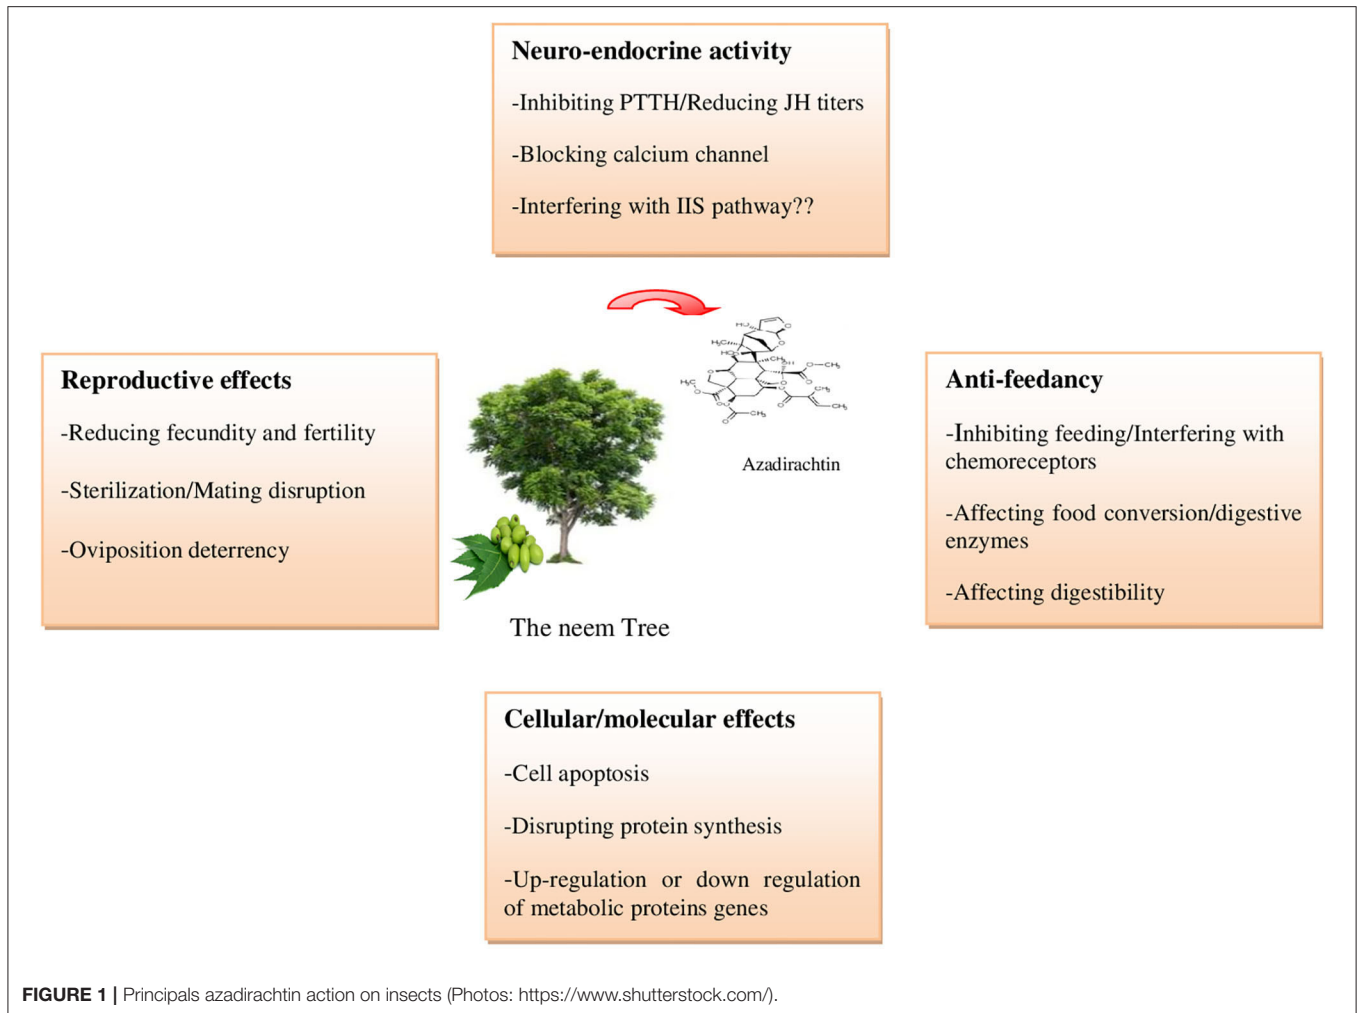 Neuro-endocrine activity
-Inhibiting PTTH/Reducing JH titers
-Blocking calcium channel
-Interfering with IIS pathway??
Reproductive effects
-Reducing fecundity and fertility
-Sterilization/Mating disruption
-Oviposition deterrency
Azadirachtin
The neem Tree
Anti-feedancy
-Inhibiting feeding/Interfering with
chemoreceptors
-Affecting food conversion/digestive
enzymes
-Affecting digestibility
Cellular/molecular effects
-Cell apoptosis
-Disrupting protein synthesis
-Up-regulation or down regulation
of metabolic proteins genes
FIGURE 1 | Principals azadirachtin action on insects (Photos: https://www.shutterstock.com/).